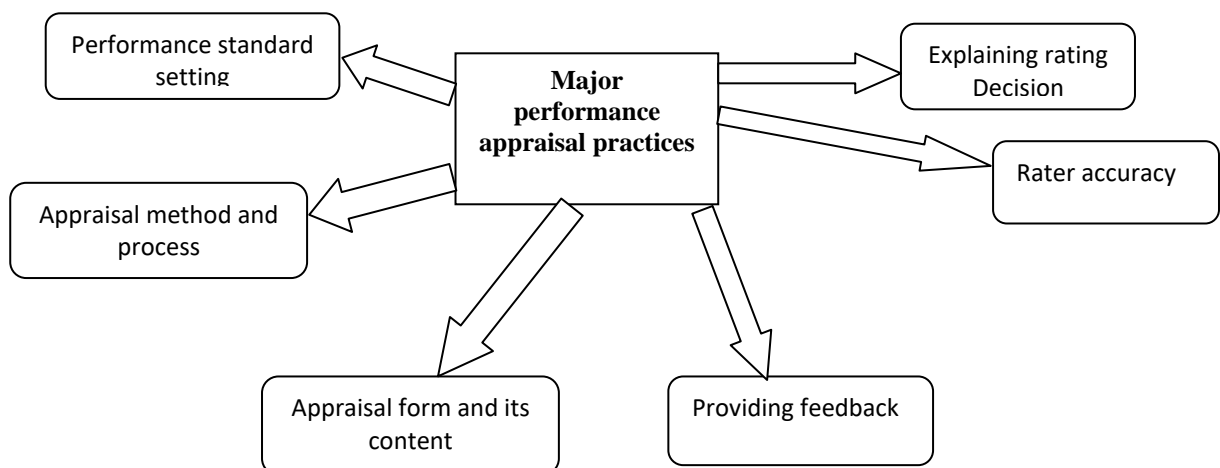 Performance standard
setting
Major
performance
appraisal practices
Explaining rating
Decision
Rater accuracy
Appraisal method and
process
Appraisal form and its
content
Providing feedback